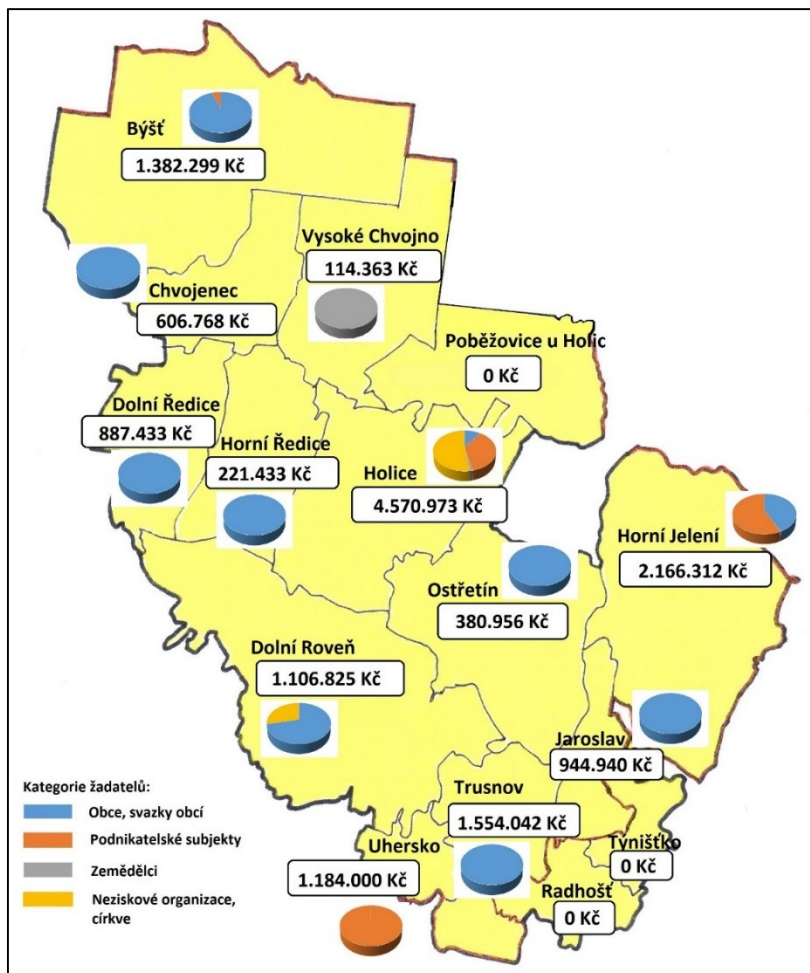 Býšť
1.382.299 Kč
Vysoké Chvojno
114.363 Kč
Chvojenec
606.768 Kč
Poběžovice u Holic
0 Kč
Dolní Ředice
887.433 Kč
Horní Ředice
221.433 Kč
Holice
4.570.973 Kč
Horní Jelení
2.166.312 Kč
Ostřetín
380.956 Kč
Dolní Roveň
1.106.825 Kč
Jaroslav
944.940 Kč
Trusnov
1.554.042 Kč
Uhersko
1.184.000 Kč
Týnišťko
0 Kč
Radhošť
0 Kč
Kategorie žadatelů:
Obce, svazky obcí
Podnikatelské subjekty
Zemědělci
Neziskové organizace,
církve